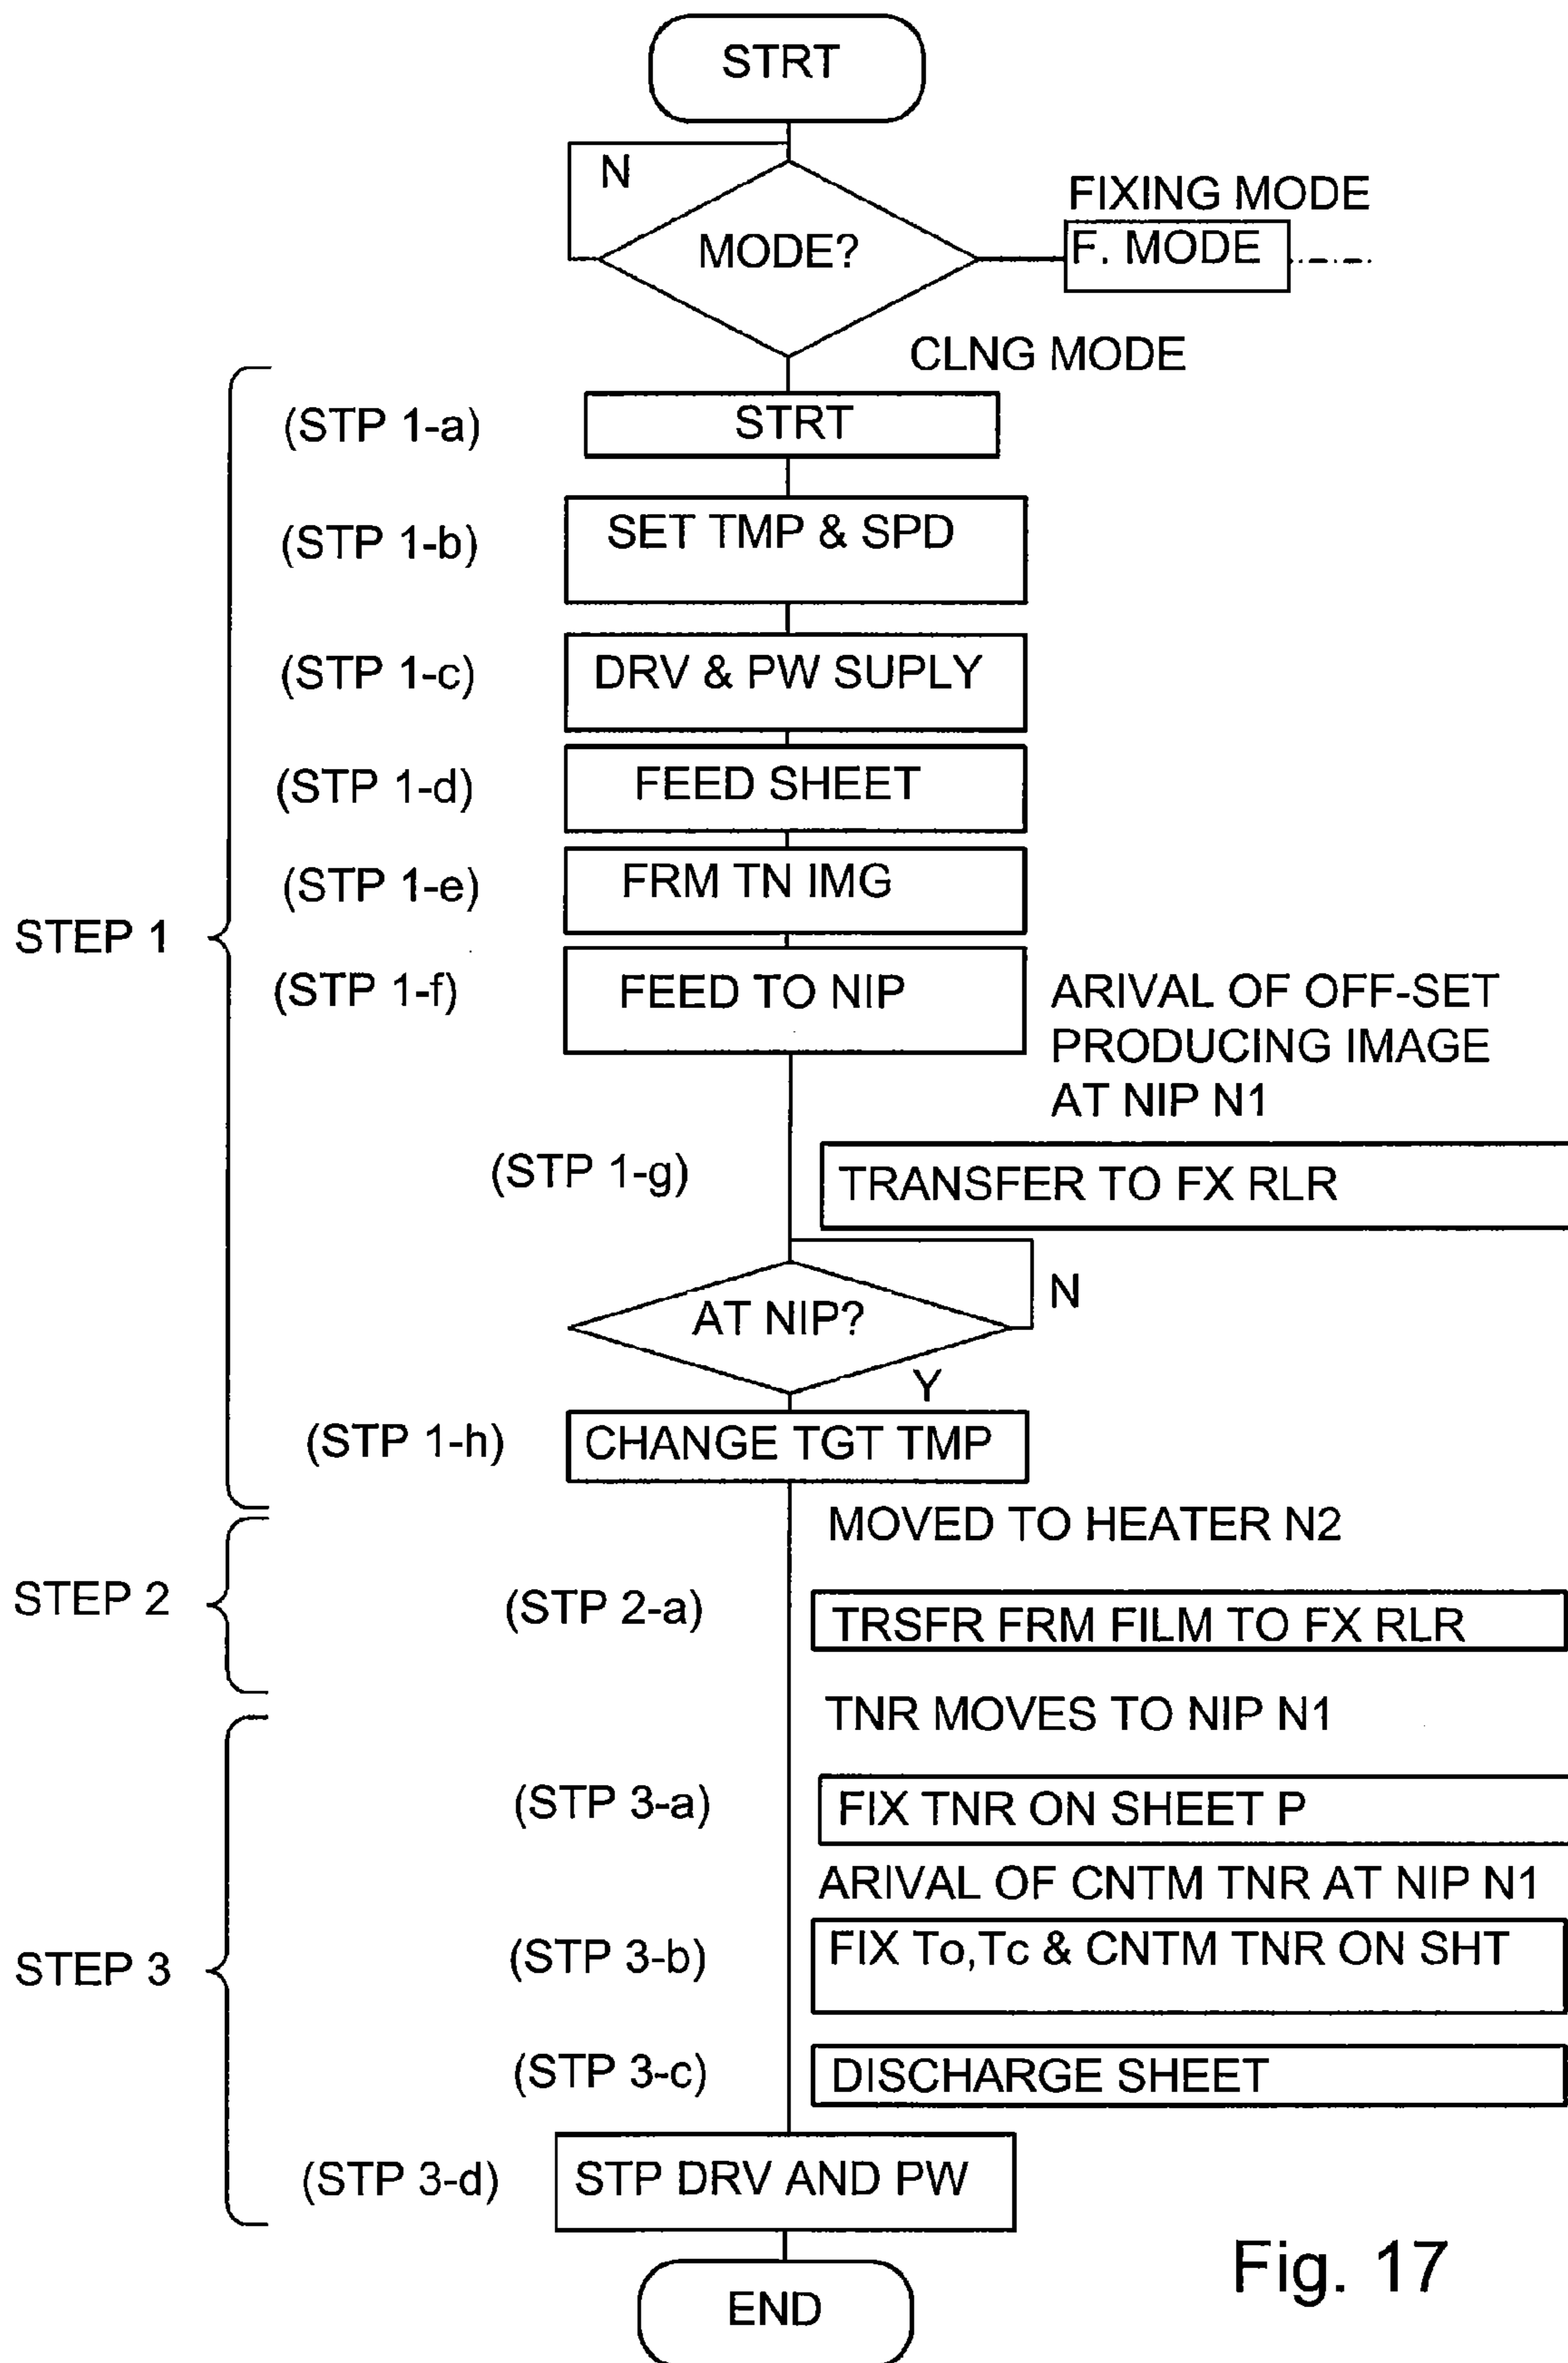 STRT
N
FIXING MODE
MODE?
F. MODE
CLNG MODE
(STP 1-a)
STRT
(STP 1-b)
SET TMP & SPD
(STP 1-c)
DRV & PW SUPLY
(STP 1-d)
FEED SHEET
(STP 1-e)
FRM TN IMG
STEP 1
(STP 1-f)
FEED TO NIP
ARIVAL OF OFF-SET
PRODUCING IMAGE
AT NIP N1
(STP 1-g)
TRANSFER TO FX RLR
AT NIP?
N
Y
(STP 1-h)
CHANGE TGT TMP
MOVED TO HEATER N2
STEP 2
(STP 2-a)
TRSFR FRM FILM TO FX RLR
TNR MOVES TO NIP N1
(STP 3-a)
FIX TNR ON SHEET P
ARIVAL OF CNTM TNR AT NIP N1
STEP 3
(STP 3-b)
FIX To,Tc & CNTM TNR ON SHT
(STP 3-c)
DISCHARGE SHEET
(STP 3-d)
STP DRV AND PW
END
Fig. 17